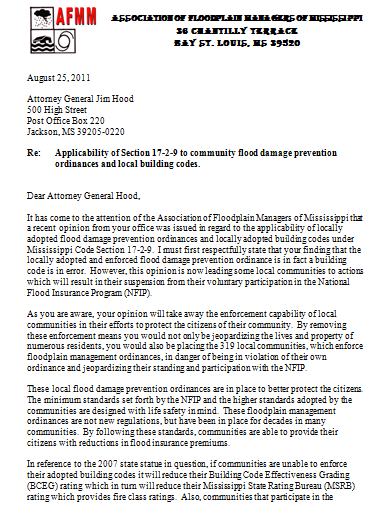 AFMM
ASSOCIATION OF FLOODPLAIN MANAGERS OF MISSISSIPPI
36 CHANTILLY TERRACE
BAY ST. LOUIS, MS 39520
August 25, 2011
Attorney General Jim Hood
500 High Street
Post Office Box 220
Jackson, MS 39205-0220
Re: Applicability of Section 17-2-9 to community flood damage prevention
ordinances and local building codes.
Dear Attorney General Hood,
It has come to the attention of the Association of Floodplain Managers of Mississippi that
a recent opinion from your office was issued in regard to the applicability of locally
adopted flood damage prevention ordinances and locally adopted building codes under
Mississippi Code Section 17-2-9. I must first respectfully state that your finding that the
locally adopted and enforced flood damage prevention ordinance is in fact a building
code is in error. However, this opinion is now leading some local communities to actions
which will result in their suspension from their voluntary participation in the National
Flood Insurance Program (NFIP).
As you are aware, your opinion will take away the enforcement capability of local
communities in their efforts to protect the citizens of their community. By removing
these enforcement means you would not only be jeopardizing the lives and property of
numerous residents, you would also be placing the 319 local communities, which enforce
floodplain management ordinances, in danger of being in violation of their own
ordinance and jeopardizing their standing and participation with the NFIP.
These local flood damage prevention ordinances are in place to better protect the citizens.
The minimum standards set forth by the NFIP and the higher standards adopted by the
communities are designed with life safety in mind. These floodplain management
ordinances are not new regulations, but have been in place for decades in many
communities. By following these standards, communities are able to provide their
citizens with reductions in flood insurance premiums.
In reference to the 2007 state statue in question, if communities are unable to enforce
their adopted building codes it will reduce their Building Code Effectiveness Grading
(BCEG) rating which in turn will reduce their Mississippi State Rating Bureau (MSRB)
rating which provides fire class ratings. Also, communities that participate in the